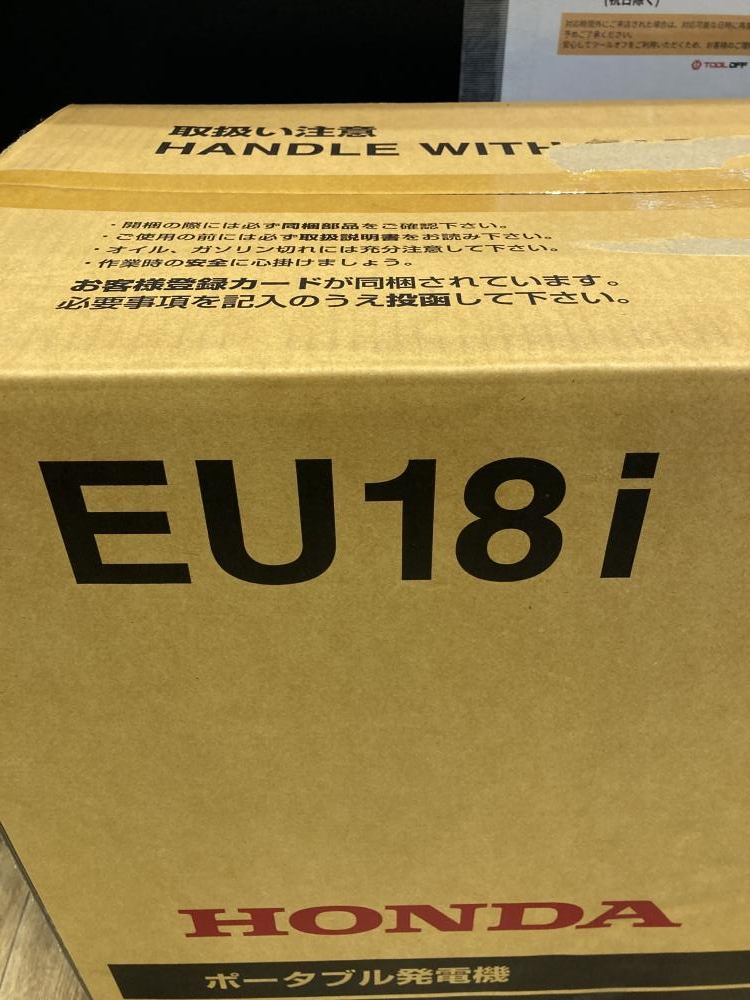 (祝日除く)
TOOL OFF
取扱い注意
HANDLE WITH
・開梱の際には必ず同梱部品をご確認下さい。
・ご使用の前には必ず取扱説明書をお読み下さい。
・オイル、ガソリン切れには充分注意して下さい。
・作業時の安全に心掛けましょう。
お客様登録カードが同梱されています。
必要事項を記入のうえ投函して下さい。
EU18i
HONDA
ポータブル発電機